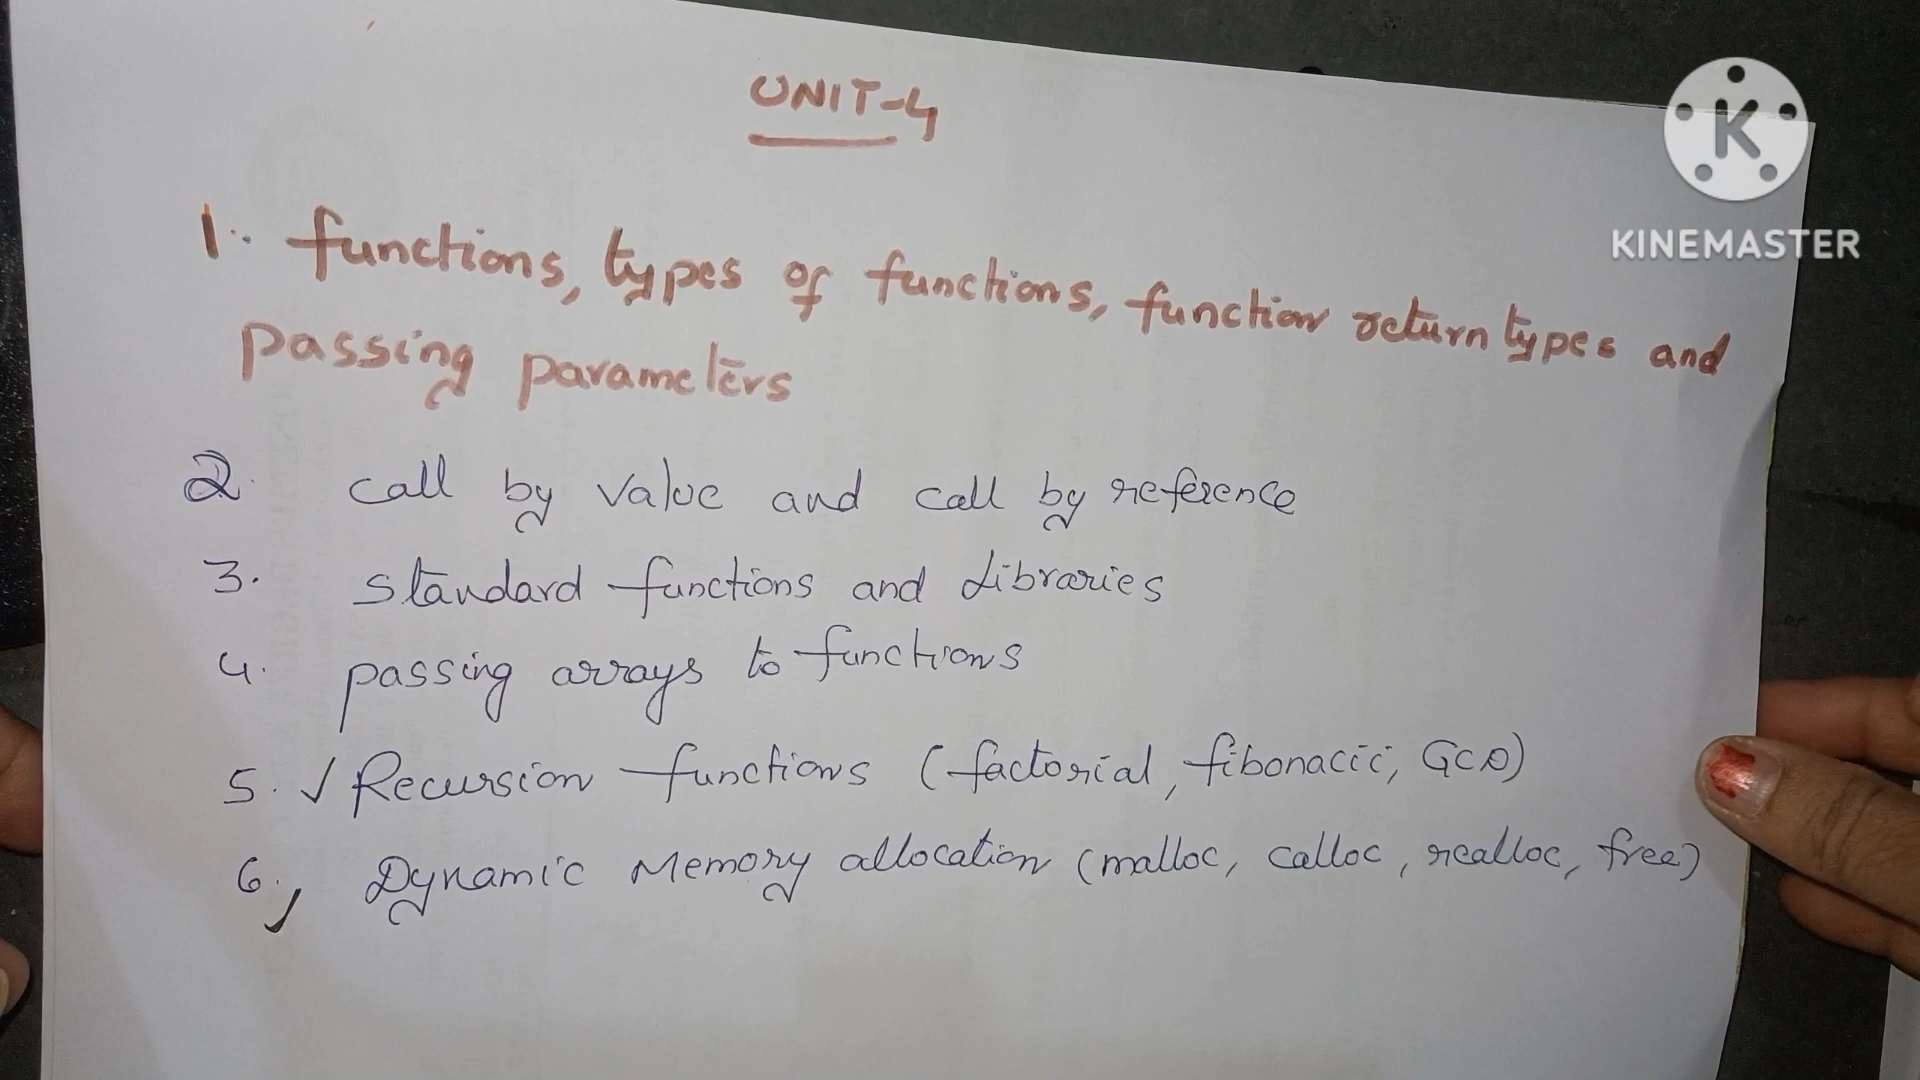 UNIT-4
K
KINEMASTER
1. functions, types of functions, function return types and
passing parameters
2. call by value and call by reference
3. standard functions and Libraries
4. passing arrays to functions
5. ✓ Recursion functions (factorial, fibonacic, GCD)
6. Dynamic Memory allocation (malloc, calloc, realloc, free)